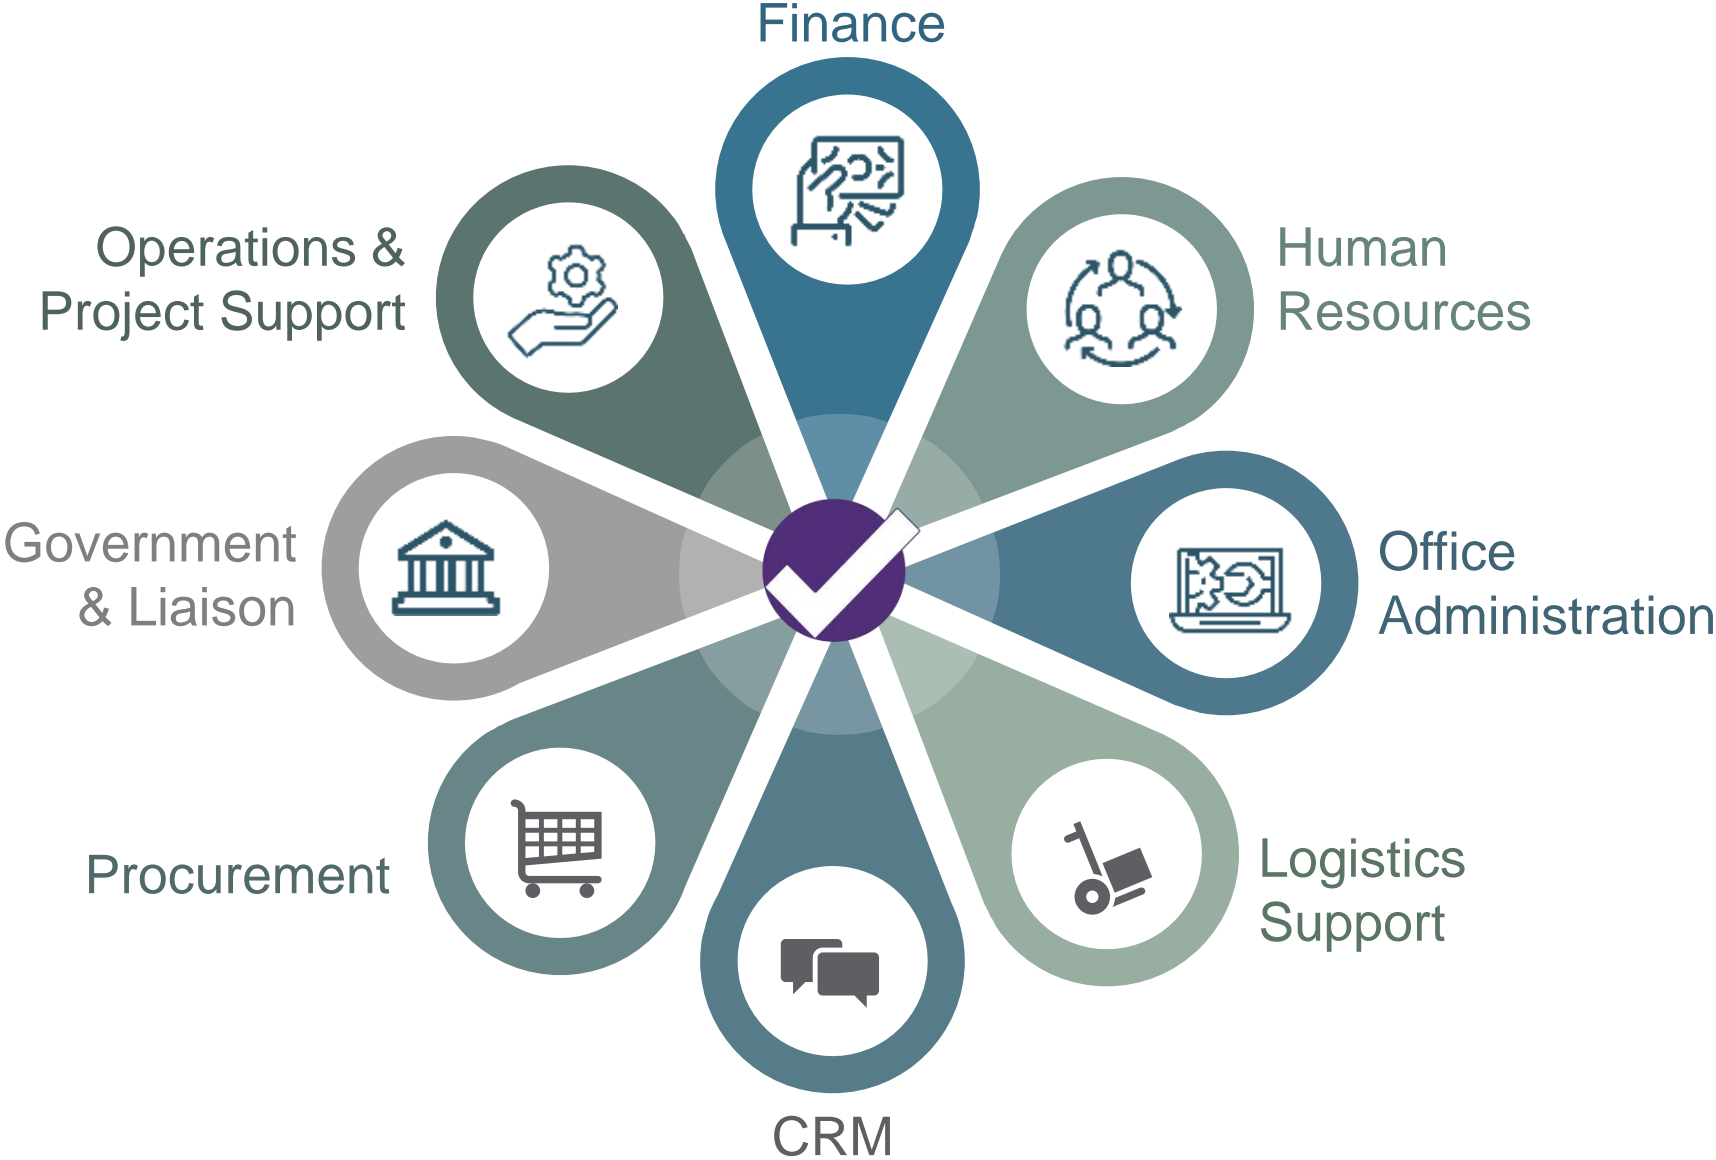 Finance
Human
Resources
Office
Administration
Logistics
Support
CRM
Procurement
Government
& Liaison
Operations &
Project Support